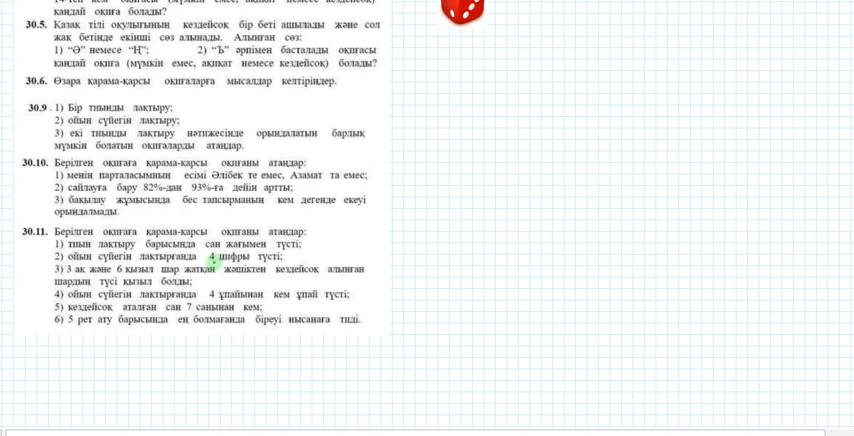 қандай оқиға болады?
30.5. Қазақ тілі оқулығының кездейсоқ бір беті ашылады және сол
жақ бетінде екінші сөз алынады. Алынған сөз:
1) “Ә” немесе “Ң”; 2) “Ъ” әрпімен басталады оқиғасы
қандай оқиға (мүмкін емес, ақиқат немесе кездейсоқ) болады?
30.6. Өзара қарама-қарсы оқиғаларға мысалдар келтіріңдер.
30.9 . 1) Бір тиынды лақтыру;
2) ойын сүйегін лақтыру;
3) екі тиынды лақтыру нәтижесінде орындалатын барлық
мүмкін болатын оқиғаларды атаңдар.
30.10. Берілген оқиғаға қарама-қарсы оқиғаны атаңдар:
1) менің парталасымның есімі Әлібек те емес, Азамат та емес;
2) сайлауға бару 82%-дан 93%-ға дейін артты;
3) бақылау жұмысында бес тапсырманың кем дегенде екеуі
орындалмады.
30.11. Берілген оқиғаға қарама-қарсы оқиғаны атаңдар:
1) тиын лақтыру барысында сан жағымен түсті;
2) ойын сүйегін лақтырғанда 4 цифры түсті;
3) 3 ақ және 6 қызыл шар жатқан жәшіктен кездейсоқ алынған
шардың түсі қызыл болды;
4) ойын сүйегін лақтырғанда 4 ұпайынан кем ұпай түсті;
5) кездейсоқ аталған сан 7 санынан кем;
6) 5 рет ату барысында ең болмағанда біреуі нысанаға тиді.